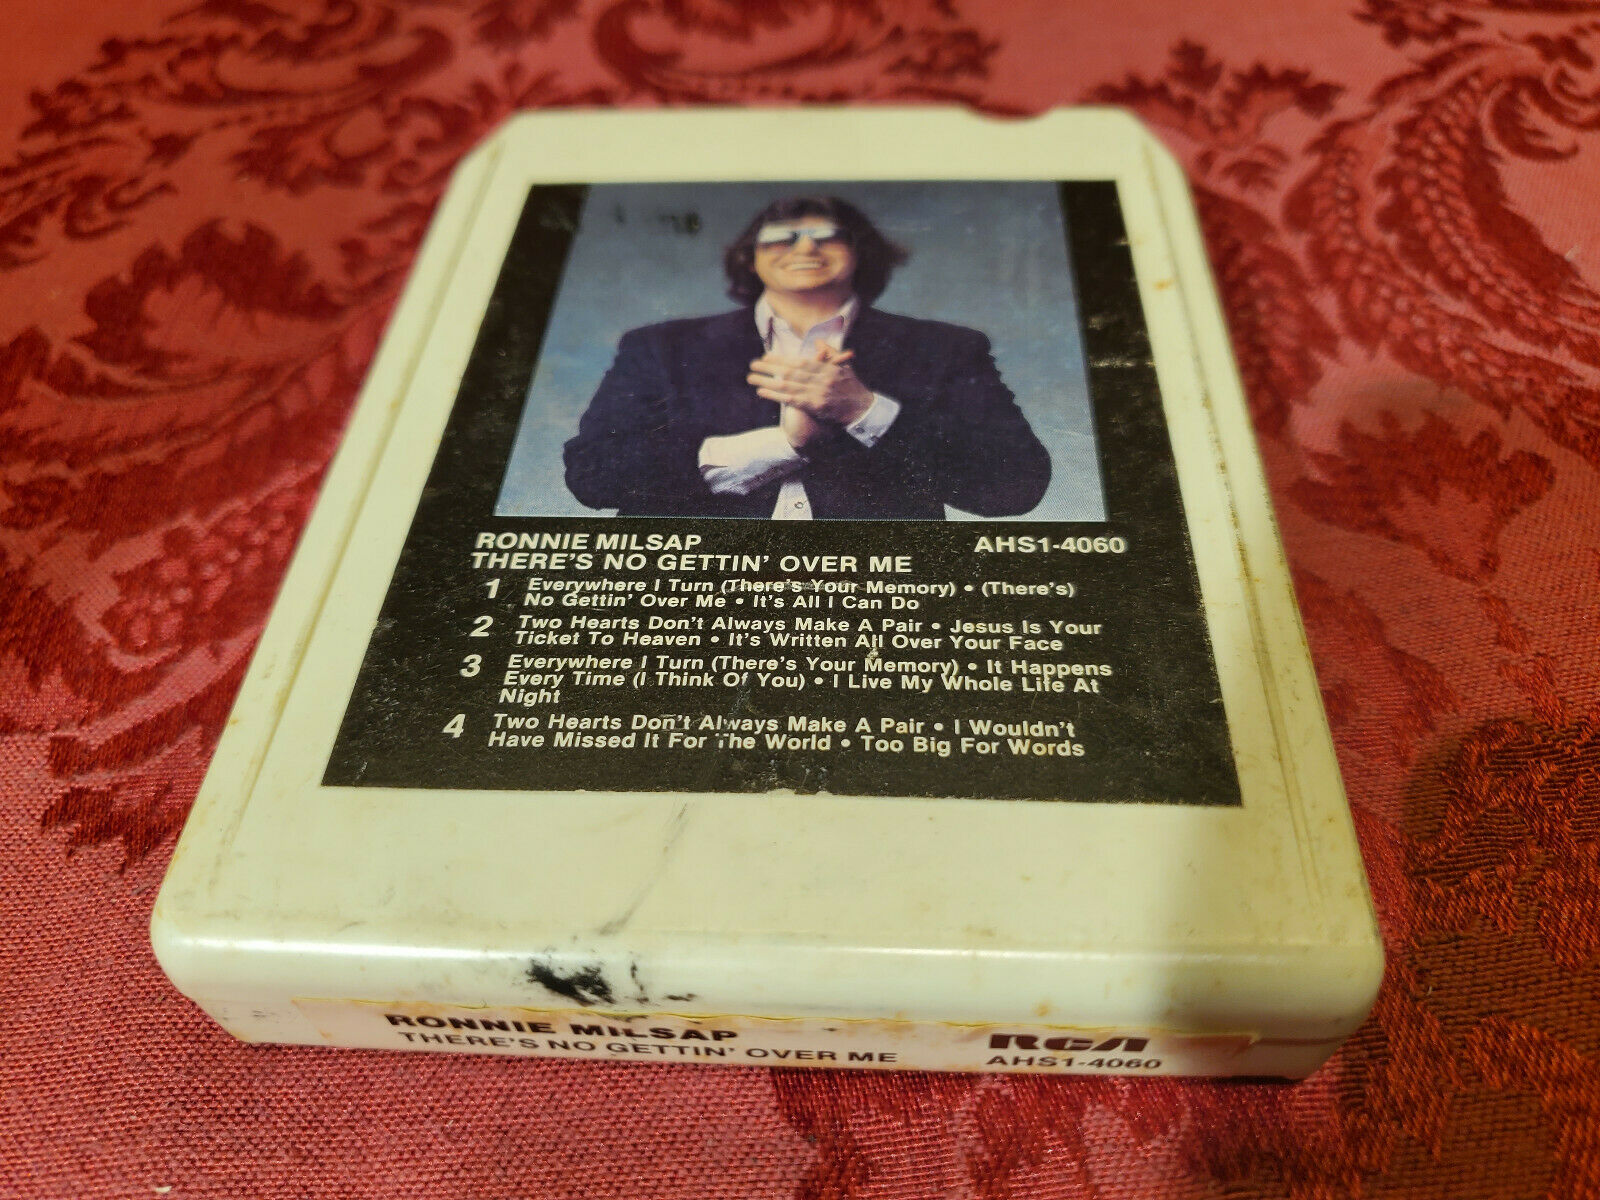 RONNIE MILSAP AHS1-4060
THERE'S NO GETTIN' OVER ME
1 Everywhere I Turn (There's Your Memory) • (There's)
No Gettin' Over Me • It's All I Can Do
2 Two Hearts Don't Always Make A Pair • Jesus Is Your
Ticket To Heaven • It's Written All Over Your Face
3 Everywhere I Turn (There's Your Memory) • It Happens
Every Time (I Think Of You) • I Live My Whole Life At
Night
4 Two Hearts Don't Always Make A Pair • I Wouldn't
Have Missed It For The World • Too Big For Words
RONNIE MILSAP RCA
THERE'S NO GETTIN' OVER ME AHS1-4060